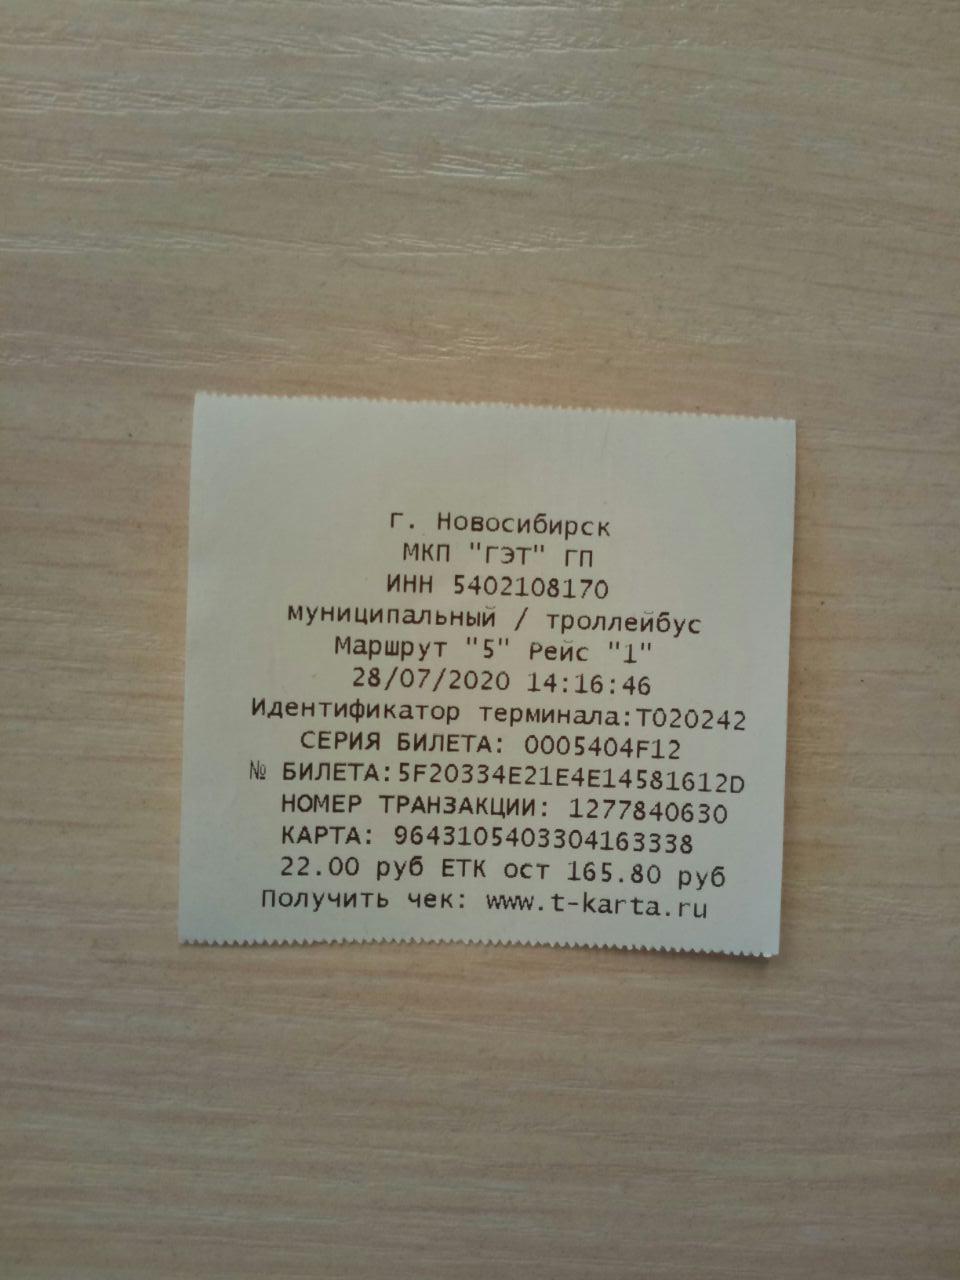 г. Новосибирск
МКП "ГЭТ" ГП
ИНН 5402108170
муниципальный / троллейбус
Маршрут "5" Рейс "1"
28/07/2020 14:16:46
Идентификатор терминала:T020242
СЕРИЯ БИЛЕТА: 0005404F12
№ БИЛЕТА:5F20334E21E4E14581612D
НОМЕР ТРАНЗАКЦИИ: 1277840630
КАРТА: 9643105403304163338
22.00 руб ЕТК ост 165.80 руб
Получить чек: www.t-karta.ru